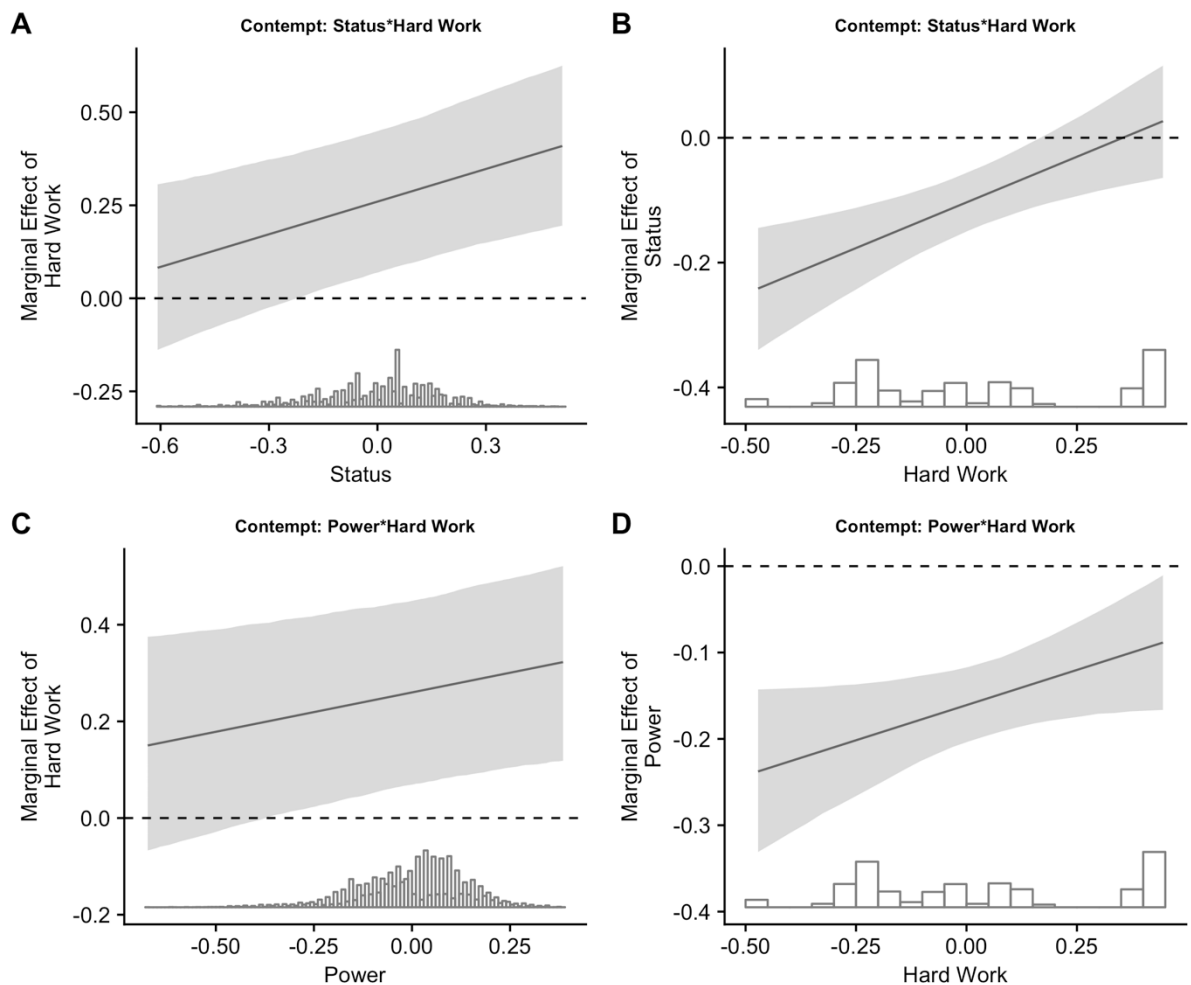 A
Contempt: Status*Hard Work
Marginal Effect of
Hard Work
0.50
0.25
0.00
-0.25
-0.6
-0.3
0.0
0.3
Status
B
Contempt: Status*Hard Work
Marginal Effect of
Status
0.0
-0.2
-0.4
-0.50
-0.25
0.00
0.25
Hard Work
C
Contempt: Power*Hard Work
Marginal Effect of
Hard Work
0.4
0.2
0.0
-0.2
-0.50
-0.25
0.00
0.25
Power
D
Contempt: Power*Hard Work
Marginal Effect of
Power
0.0
-0.1
-0.2
-0.3
-0.4
-0.50
-0.25
0.00
0.25
Hard Work